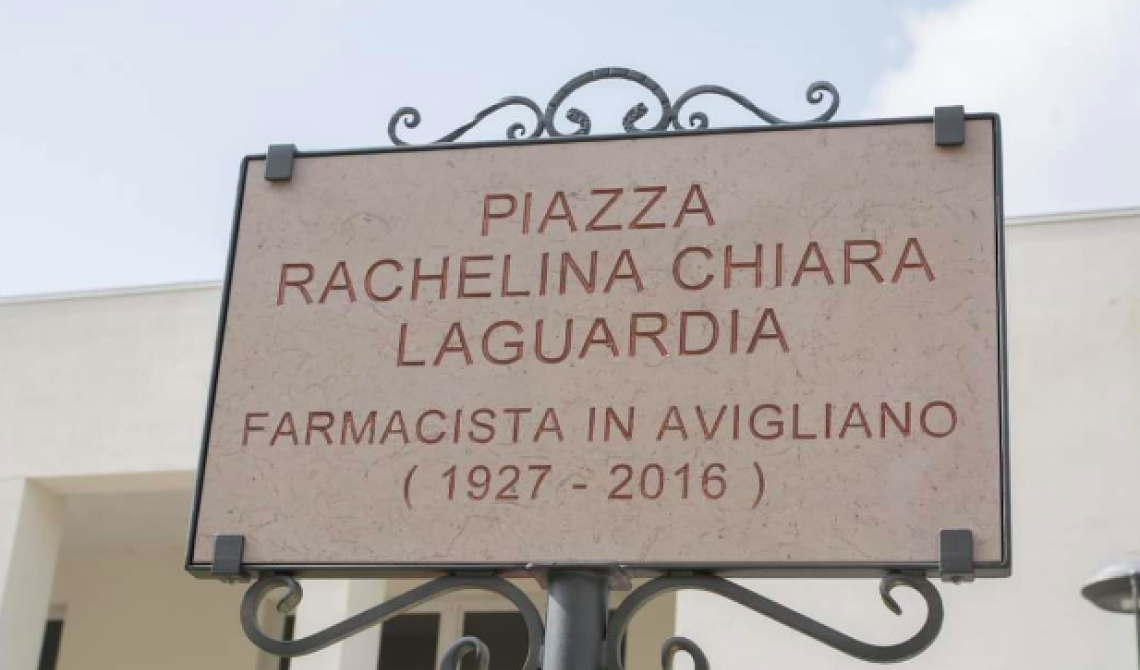 PIAZZA
RACHELINA CHIARA
LAGUARDIA
FARMACISTA IN AVIGLIANO
( 1927 - 2016 )